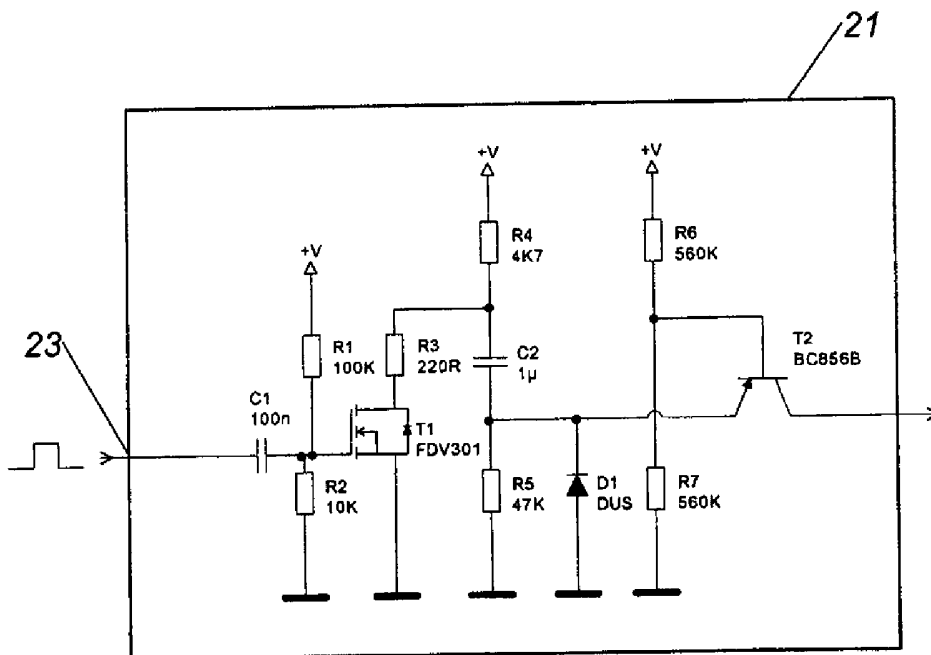 21
+V
+V
R4
4K7
R6
560K
+V
T2
BC856B
23
R1
100K
R3
220R
C2
1µ
C1
100n
T1
FDV301
R2
10K
R5
47K
D1
DUS
R7
560K